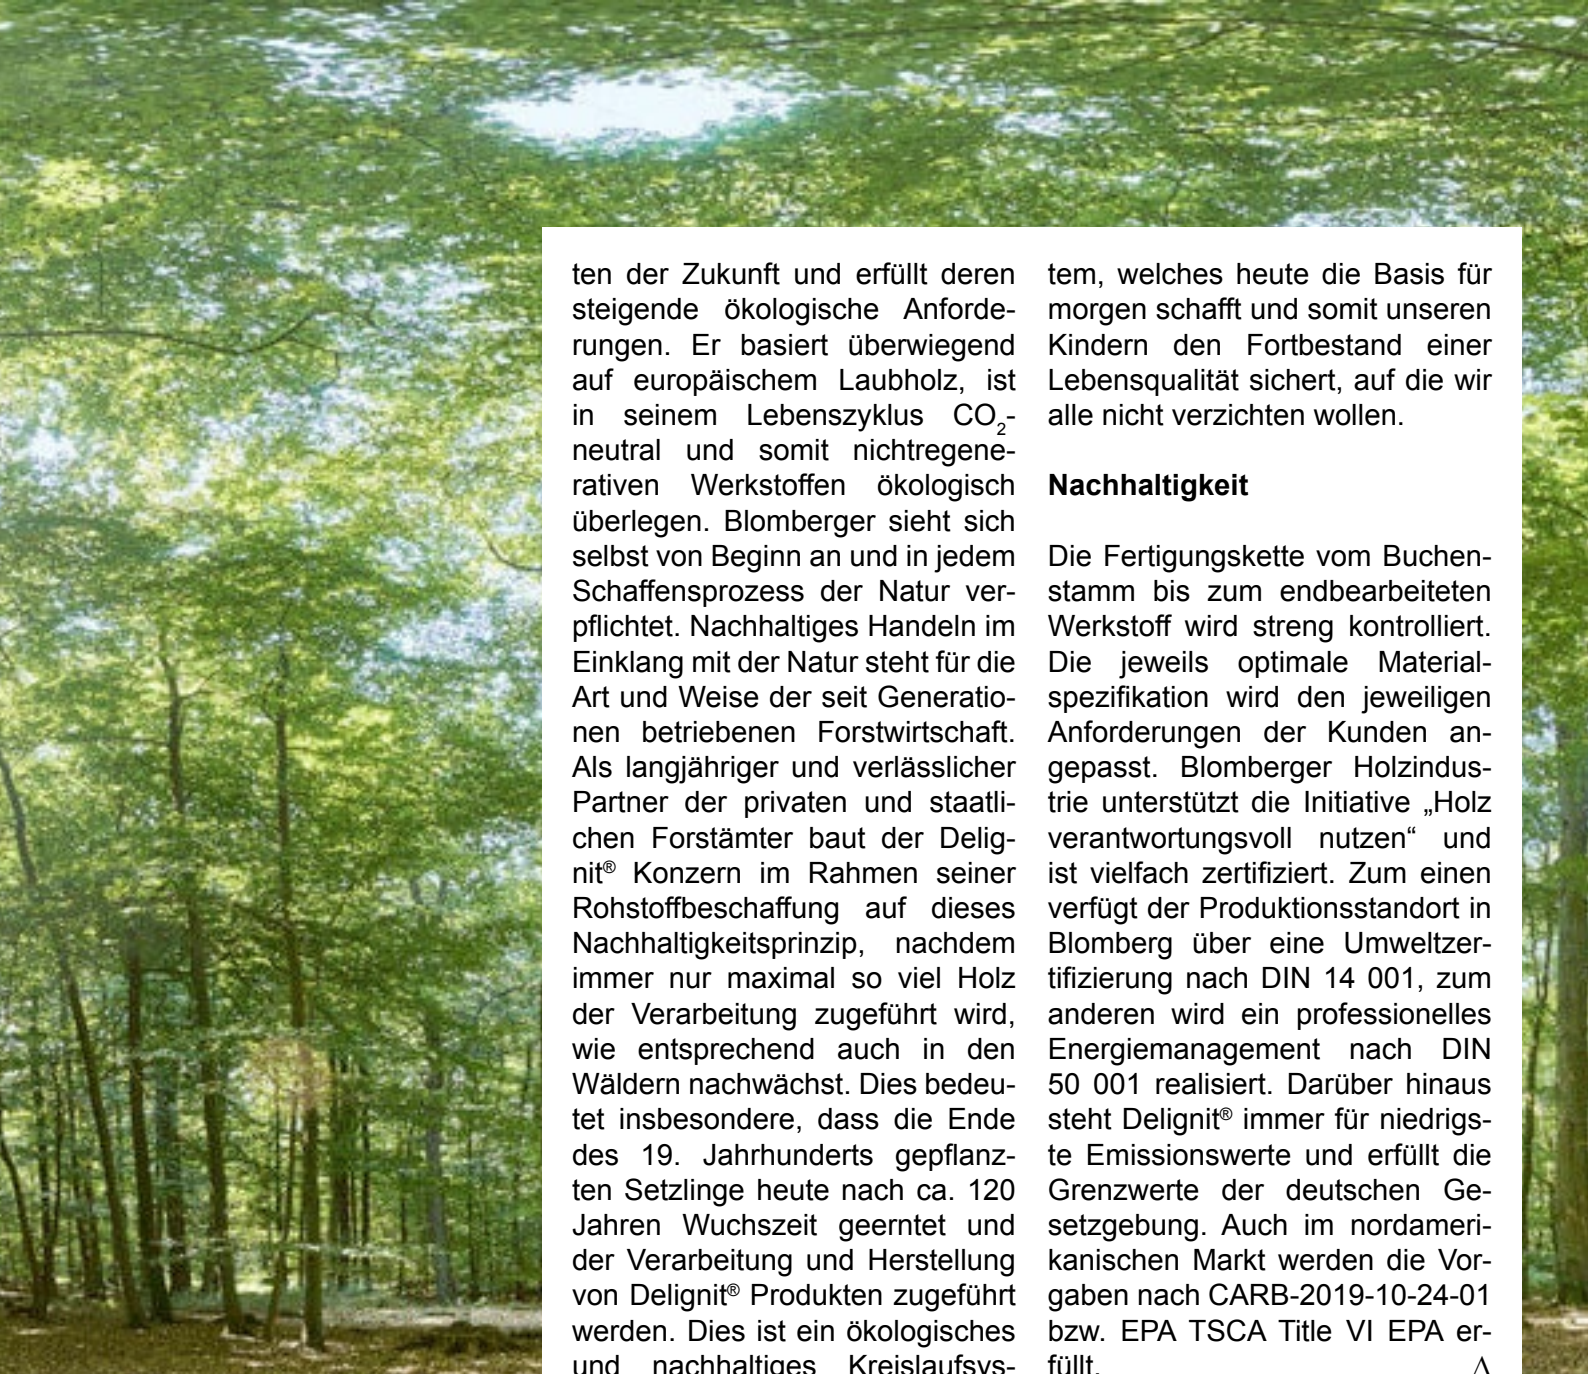 ten der Zukunft und erfüllt deren
steigende ökologische Anforde-
rungen. Er basiert überwiegend
auf europäischem Laubholz, ist
in seinem Lebenszyklus CO₂-
neutral und somit nichtregene-
rativen Werkstoffen ökologisch
überlegen. Blomberger sieht sich
selbst von Beginn an und in jedem
Schaffensprozess der Natur ver-
pflichtet. Nachhaltiges Handeln im
Einklang mit der Natur steht für die
Art und Weise der seit Generatio-
nen betriebenen Forstwirtschaft.
Als langjähriger und verlässlicher
Partner der privaten und staatli-
chen Forstämter baut der Delig-
nit® Konzern im Rahmen seiner
Rohstoffbeschaffung auf dieses
Nachhaltigkeitsprinzip, nachdem
immer nur maximal so viel Holz
der Verarbeitung zugeführt wird,
wie entsprechend auch in den
Wäldern nachwächst. Dies bedeu-
tet insbesondere, dass die Ende
des 19. Jahrhunderts gepflanz-
ten Setzlinge heute nach ca. 120
Jahren Wuchszeit geerntet und
der Verarbeitung und Herstellung
von Delignit® Produkten zugeführt
werden. Dies ist ein ökologisches
und nachhaltiges Kreislaufsys-
tem, welches heute die Basis für
morgen schafft und somit unseren
Kindern den Fortbestand einer
Lebensqualität sichert, auf die wir
alle nicht verzichten wollen.
Nachhaltigkeit
Die Fertigungskette vom Buchen-
stamm bis zum endbearbeiteten
Werkstoff wird streng kontrolliert.
Die jeweils optimale Material-
spezifikation wird den jeweiligen
Anforderungen der Kunden an-
gepasst. Blomberger Holzindus-
trie unterstützt die Initiative „Holz
verantwortungsvoll nutzen“ und
ist vielfach zertifiziert. Zum einen
verfügt der Produktionsstandort in
Blomberg über eine Umweltzer-
tifizierung nach DIN 14 001, zum
anderen wird ein professionelles
Energiemanagement nach DIN
50 001 realisiert. Darüber hinaus
steht Delignit® immer für niedrigs-
te Emissionswerte und erfüllt die
Grenzwerte der deutschen Ge-
setzgebung. Auch im nordameri-
kanischen Markt werden die Vor-
gaben nach CARB-2019-10-24-01
bzw. EPA TSCA Title VI EPA er-
füllt.